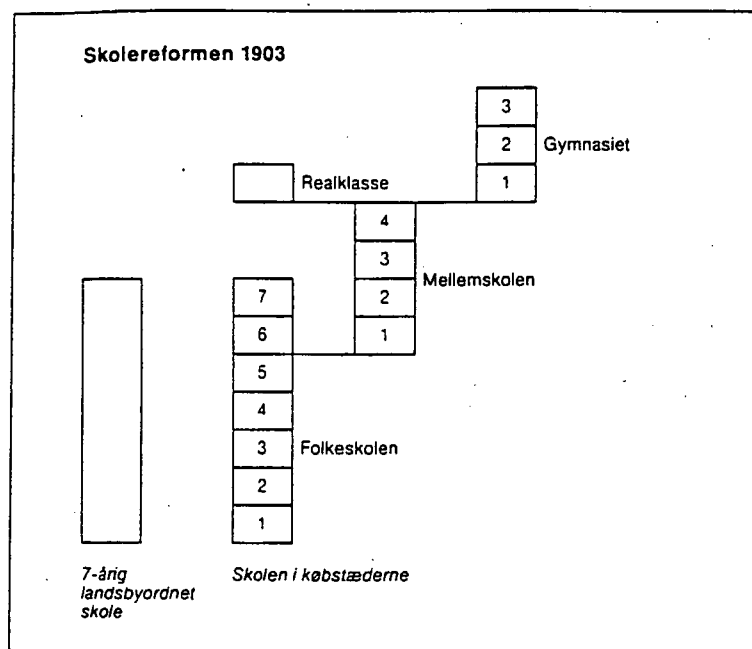 Skolereformen 1903
3
2
Gymnasiet
1
Realklasse
4
3
Mellemskolen
2
1
7
6
5
4
3
Folkeskolen
2
1
7-årig
landsbyordnet
skole
Skolen i købstæderne